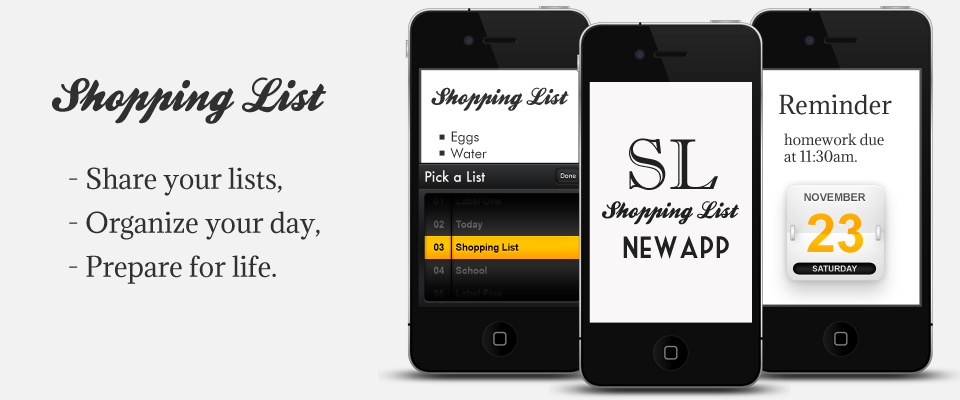 Shopping List
- Share your lists,
- Organize your day,
- Prepare for life.
Shopping List
▪ Eggs
▪ Water
Pick a List
Done
01 Label One
02 Today
03 Shopping List
04 School
05 Label Five
SL
Shopping List
NEW APP
Reminder
homework due
at 11:30am.
NOVEMBER
23
SATURDAY